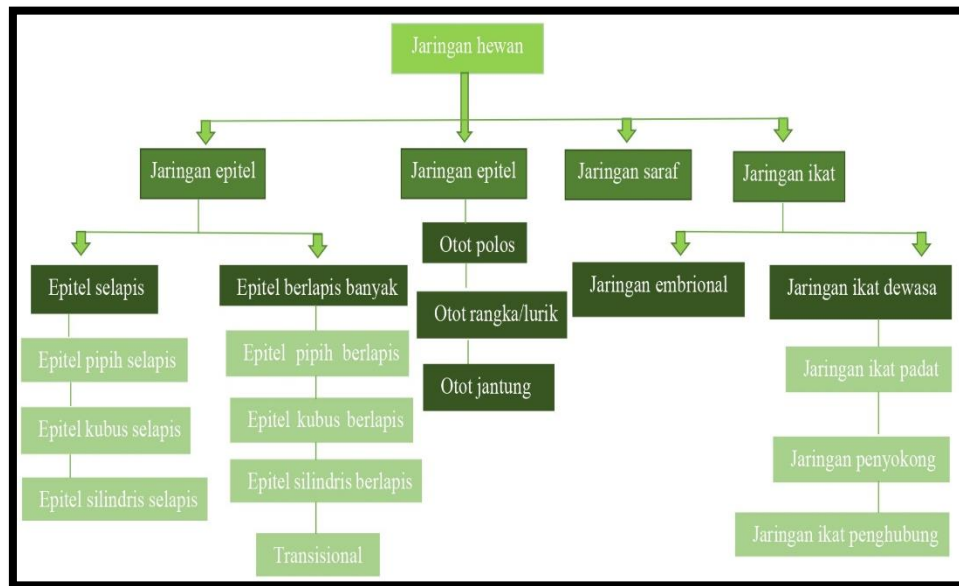 Jaringan hewan
Jaringan epitel
Jaringan epitel
Jaringan saraf
Jaringan ikat
Epitel selapis
Epitel pipih selapis
Epitel kubus selapis
Epitel silindris selapis
Epitel berlapis banyak
Epitel pipih berlapis
Epitel kubus berlapis
Epitel silindris berlapis
Transisional
Otot polos
Otot rangka/lurik
Otot jantung
Jaringan embrional
Jaringan ikat dewasa
Jaringan ikat padat
Jaringan penyokong
Jaringan ikat penghubung